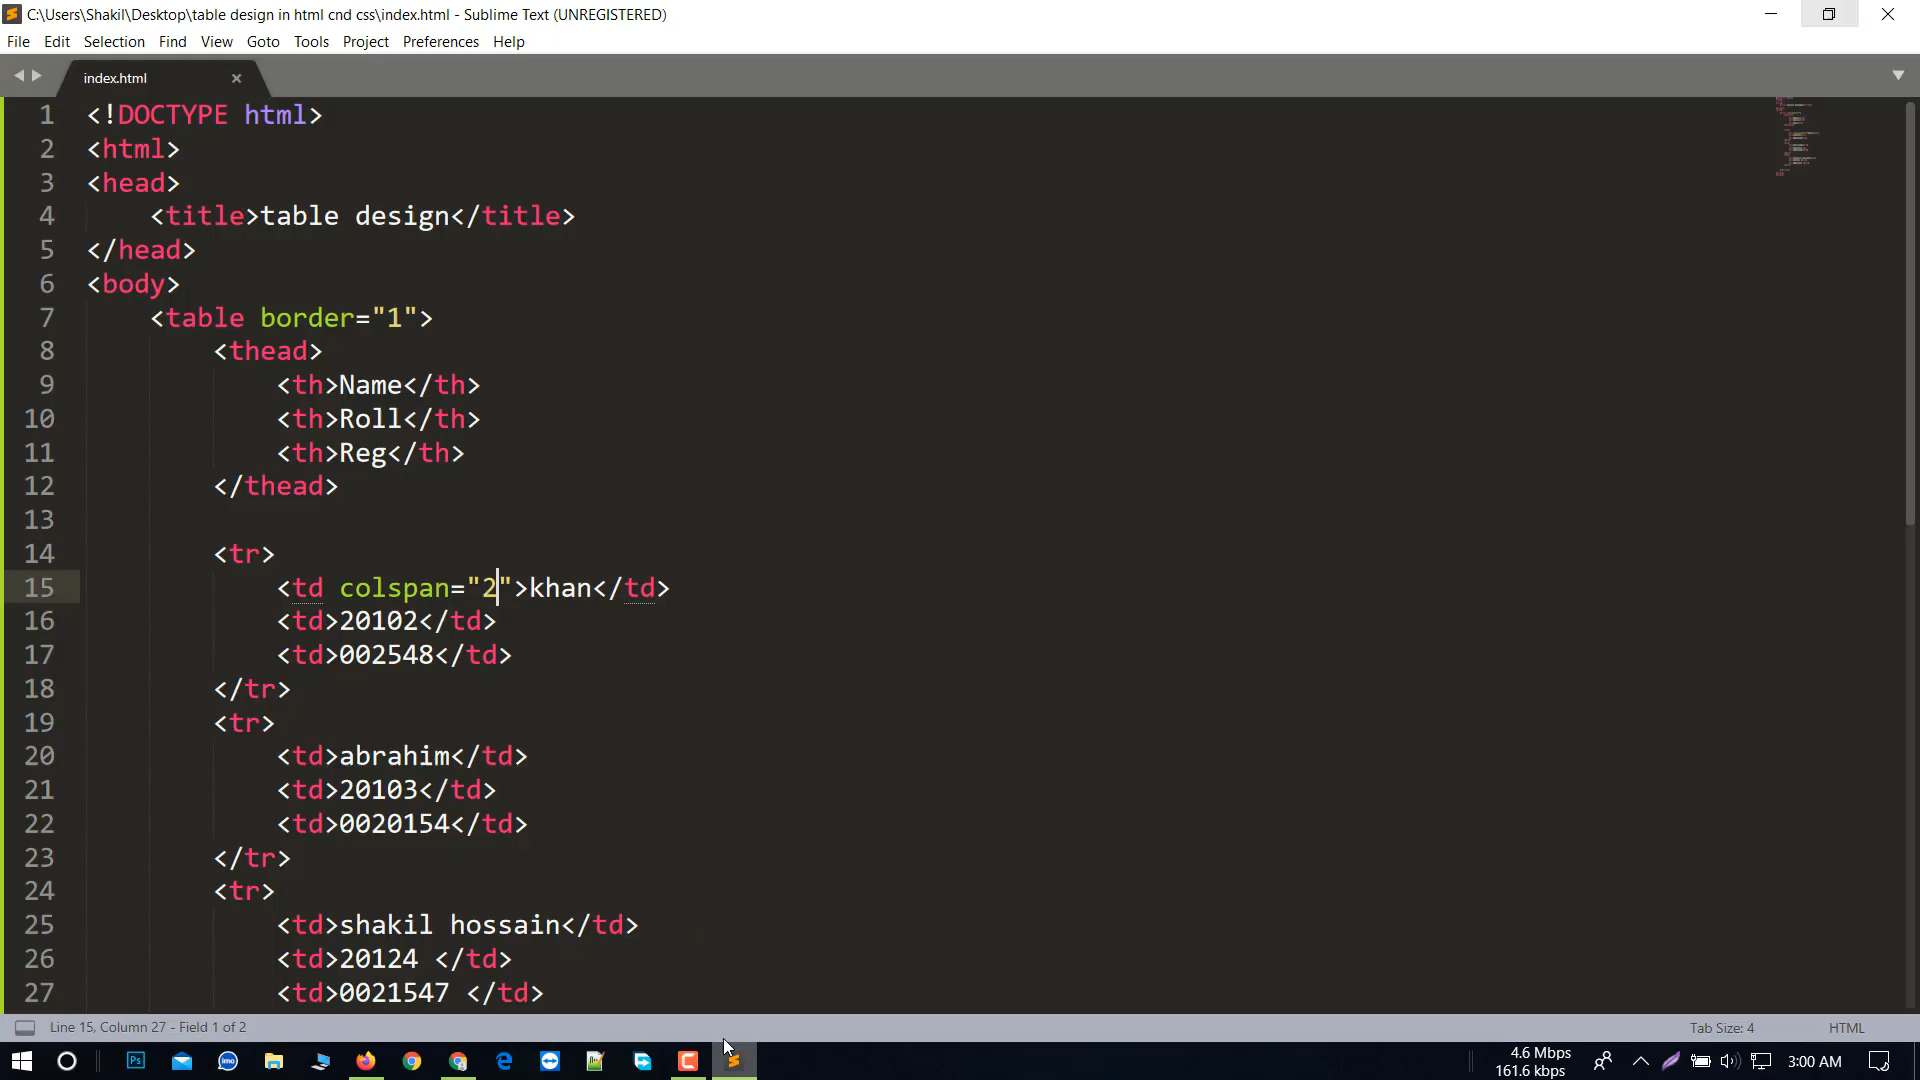 C:\Users\Shakil\Desktop\table design in html cnd css\index.html - Sublime Text (UNREGISTERED)
File Edit Selection Find View Goto Tools Project Preferences Help
index.html
1 <!DOCTYPE html>
2 <html>
3 <head>
4 <title>table design</title>
5 </head>
6 <body>
7 <table border="1">
8 <thead>
9 <th>Name</th>
10 <th>Roll</th>
11 <th>Reg</th>
12 </thead>
13
14 <tr>
15 <td colspan="2">khan</td>
16 <td>20102</td>
17 <td>002548</td>
18 </tr>
19 <tr>
20 <td>abrahim</td>
21 <td>20103</td>
22 <td>0020154</td>
23 </tr>
24 <tr>
25 <td>shakil hossain</td>
26 <td>20124 </td>
27 <td>0021547 </td>
Line 15, Column 27 - Field 1 of 2 Tab Size: 4 HTML
Ps imo
4.6 Mbps
161.6 kbps
3:00 AM